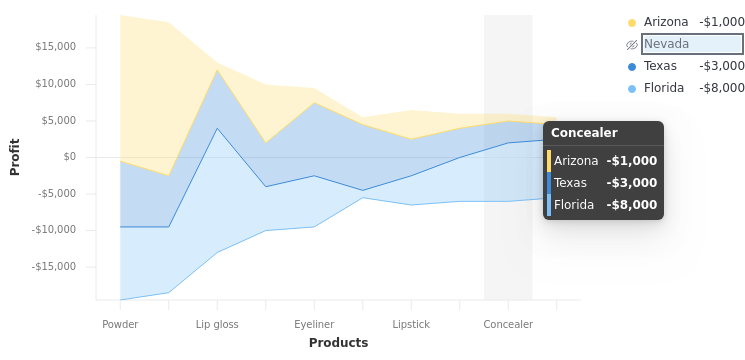 Arizona -$1,000
Nevada
Texas -$3,000
Florida -$8,000
$15,000
$10,000
$5,000
$0
-$5,000
-$10,000
-$15,000
Profit
Concealer
Arizona -$1,000
Texas -$3,000
Florida -$8,000
Powder Lip gloss Eyeliner Lipstick Concealer
Products